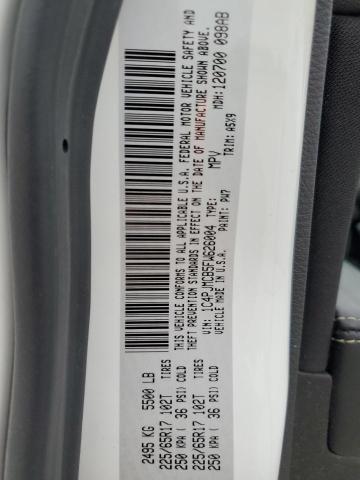 2495 KG 5500 LB
225/65R17 102T TIRES
250 KPA ( 36 PSI) COLD
225/65R17 102T TIRES
250 KPA ( 36 PSI) COLD
THIS VEHICLE CONFORMS TO ALL APPLICABLE U.S.A. FEDERAL MOTOR VEHICLE SAFETY AND
THEFT PREVENTION STANDARDS IN EFFECT ON THE DATE OF MANUFACTURE SHOWN ABOVE.
VIN: 1C4PJMCB5FW626004 TYPE: MPV MDH: 120700 098AB
VEHICLE MADE IN U.S.A. PAINT: PW7 TRIM: A5X9